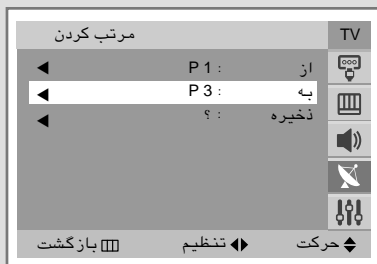 TV مرتب کردن
از : P 1
به : P 3
ذخیره : ؟
حرکت تنظیم بازگشت